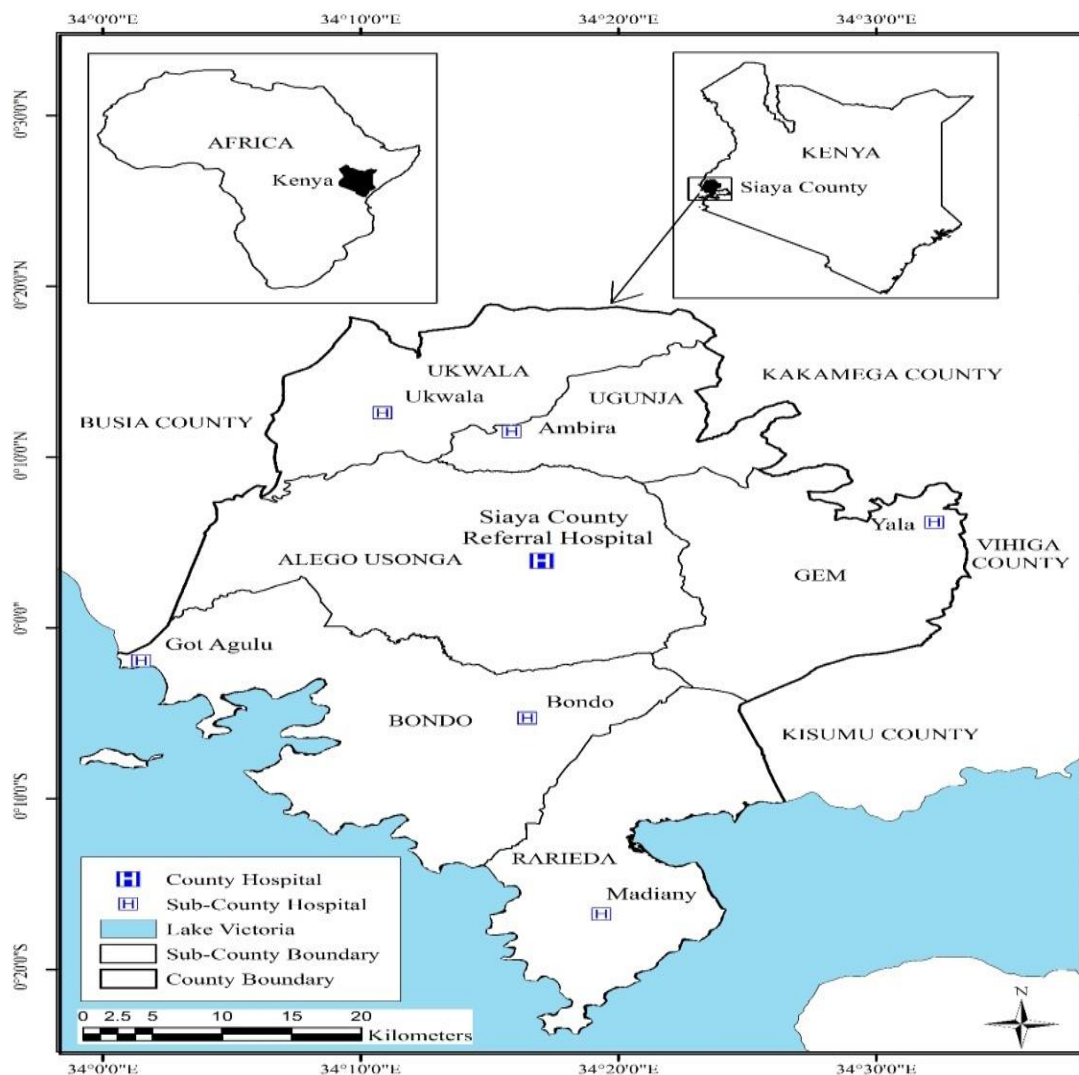 34°0'0"E 34°10'0"E 34°20'0"E 34°30'0"E
0°30'0"N
0°20'0"N
0°10'0"N
0°0'0"
0°10'0"S
0°20'0"S
AFRICA
Kenya
KENYA
Siaya County
UKWALA
Ukwala
UGUNJA
Ambira
KAKAMEGA COUNTY
BUSIA COUNTY
Siaya County
Referral Hospital
ALEGO USONGA
Yala
GEM
VIHIGA
COUNTY
Got Agulu
Bondo
BONDO
KISUMU COUNTY
RARIEDA
Madiany
County Hospital
Sub-County Hospital
Lake Victoria
Sub-County Boundary
County Boundary
0 2.5 5 10 15 20
Kilometers
N
34°0'0"E 34°10'0"E 34°20'0"E 34°30'0"E
H
H
H
H
H
H
H
H
H